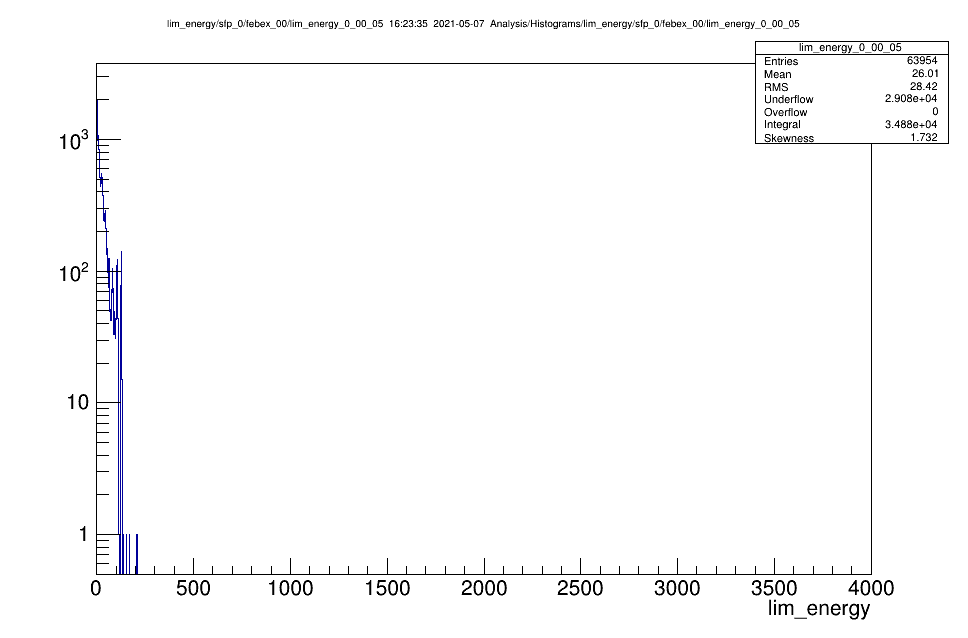 lim_energy/sfp_0/febex_00/lim_energy_0_00_05 16:23:35 2021-05-07 Analysis/Histograms/lim_energy/sfp_0/febex_00/lim_energy_0_00_05
lim_energy_0_00_05
Entries 63954
Mean 26.01
RMS 28.42
Underflow 2.908e+04
Overflow 0
Integral 3.488e+04
Skewness 1.732
10³
10²
10
1
0 500 1000 1500 2000 2500 3000 3500 4000
lim_energy